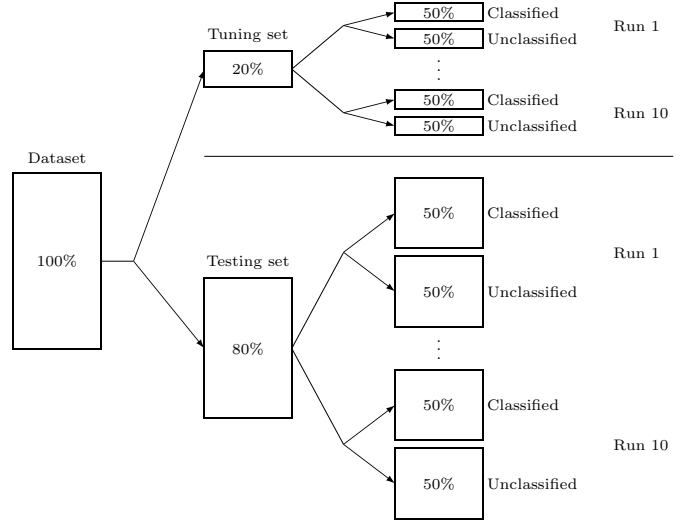 Tuning set
20%
50% Classified
50% Unclassified
Run 1
⋮
50% Classified
50% Unclassified
Run 10
Dataset
100%
Testing set
80%
50% Classified
50% Unclassified
Run 1
⋮
50% Classified
50% Unclassified
Run 10